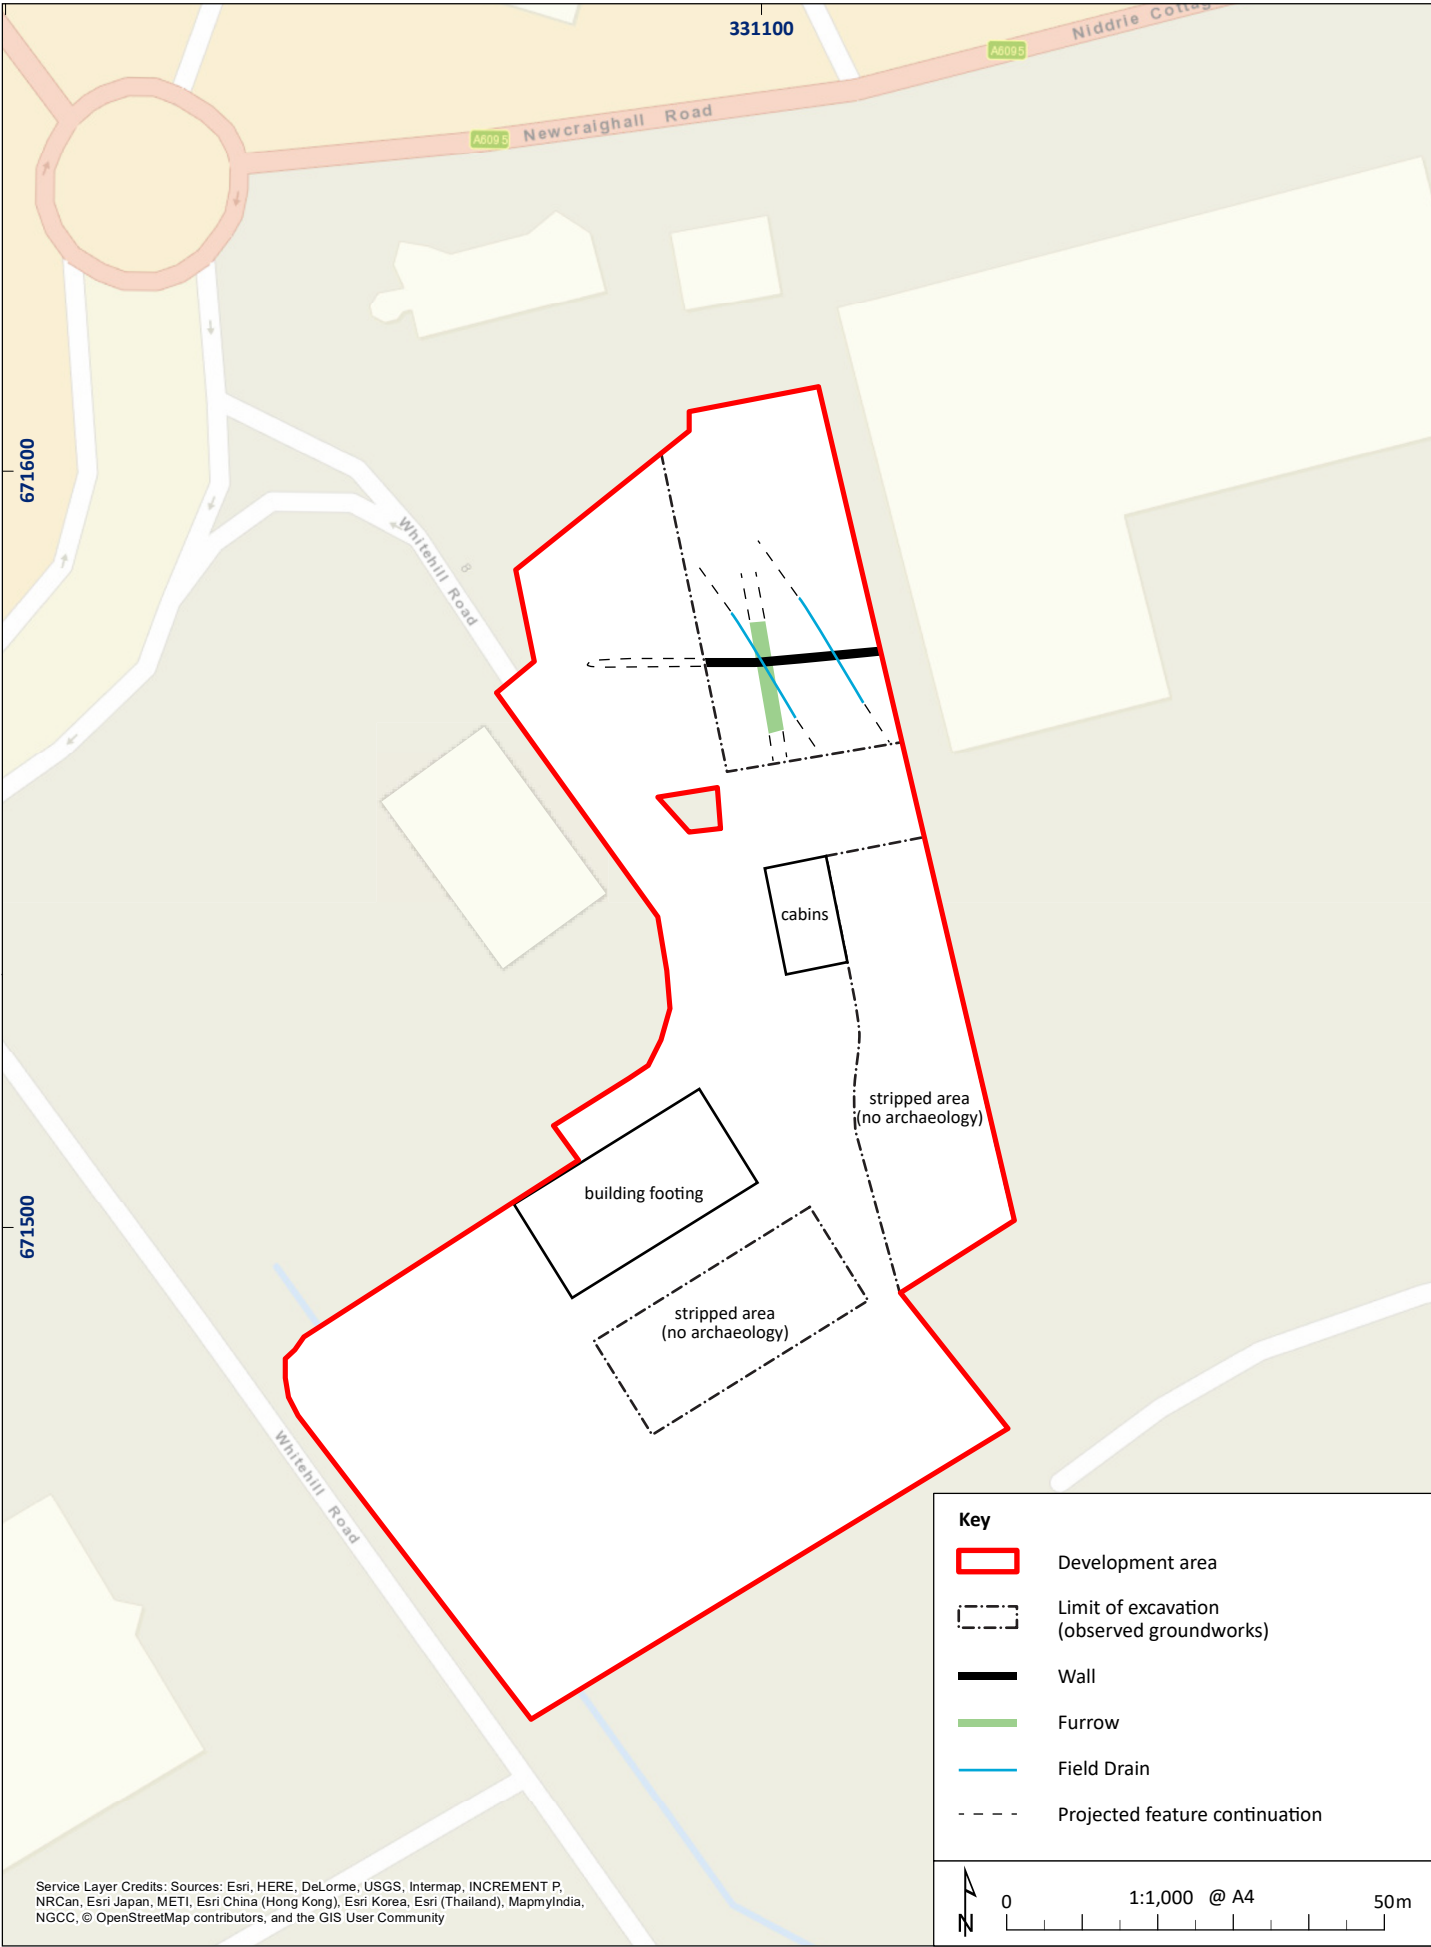 331100
Niddrie Cottag
A6095
A6095
Newcraighall Road
671600
Whitehill Road
8
cabins
stripped area
(no archaeology)
building footing
671500
stripped area
(no archaeology)
Whitehill Road
Key
Development area
Limit of excavation
(observed groundworks)
Wall
Furrow
Field Drain
Projected feature continuation
N
0 1:1,000 @ A4 50m
Service Layer Credits: Sources: Esri, HERE, DeLorme, USGS, Intermap, INCREMENT P,
NRCan, Esri Japan, METI, Esri China (Hong Kong), Esri Korea, Esri (Thailand), MapmyIndia,
NGCC, © OpenStreetMap contributors, and the GIS User Community